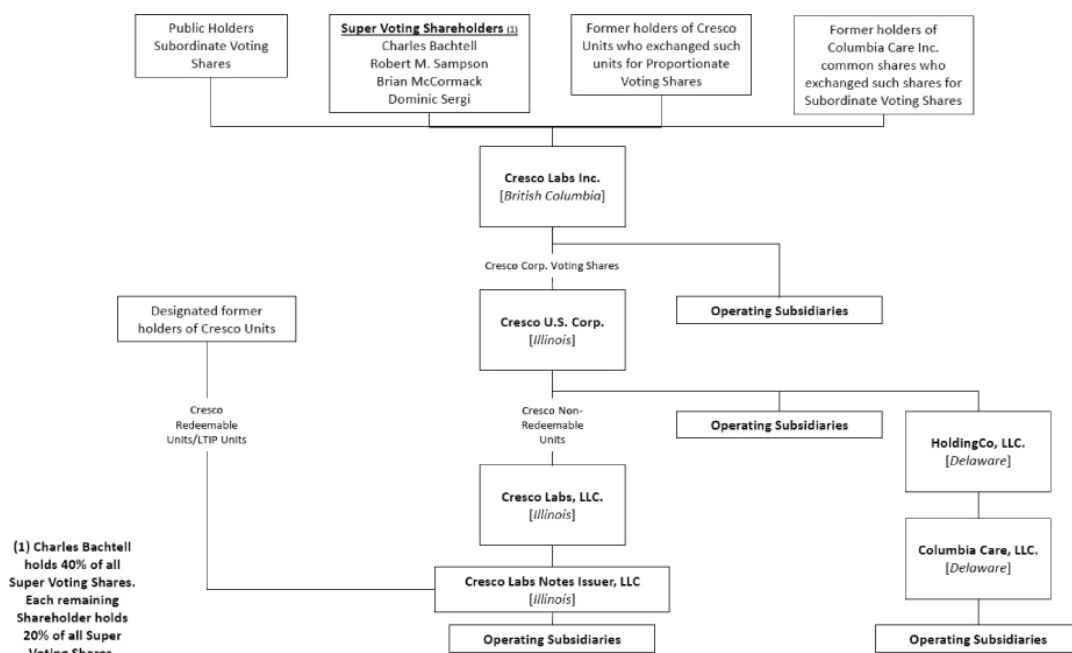 Public Holders
Subordinate Voting
Shares
Super Voting Shareholders (1)
Charles Bachtell
Robert M. Sampson
Brian McCormack
Dominic Sergi
Former holders of Cresco
Units who exchanged such
units for Proportionate
Voting Shares
Former holders of
Columbia Care Inc.
common shares who
exchanged such shares for
Subordinate Voting Shares
Cresco Labs Inc.
[British Columbia]
Cresco Corp. Voting Shares
Operating Subsidiaries
Designated former
holders of Cresco Units
Cresco U.S. Corp.
[Illinois]
Cresco
Redeemable
Units/LTIP Units
Cresco Non-
Redeemable
Units
Operating Subsidiaries
HoldingCo, LLC.
[Delaware]
Cresco Labs, LLC.
[Illinois]
Columbia Care, LLC.
[Delaware]
(1) Charles Bachtell
holds 40% of all
Super Voting Shares.
Each remaining
Shareholder holds
20% of all Super
Voting Shares.
Cresco Labs Notes Issuer, LLC
[Illinois]
Operating Subsidiaries
Operating Subsidiaries